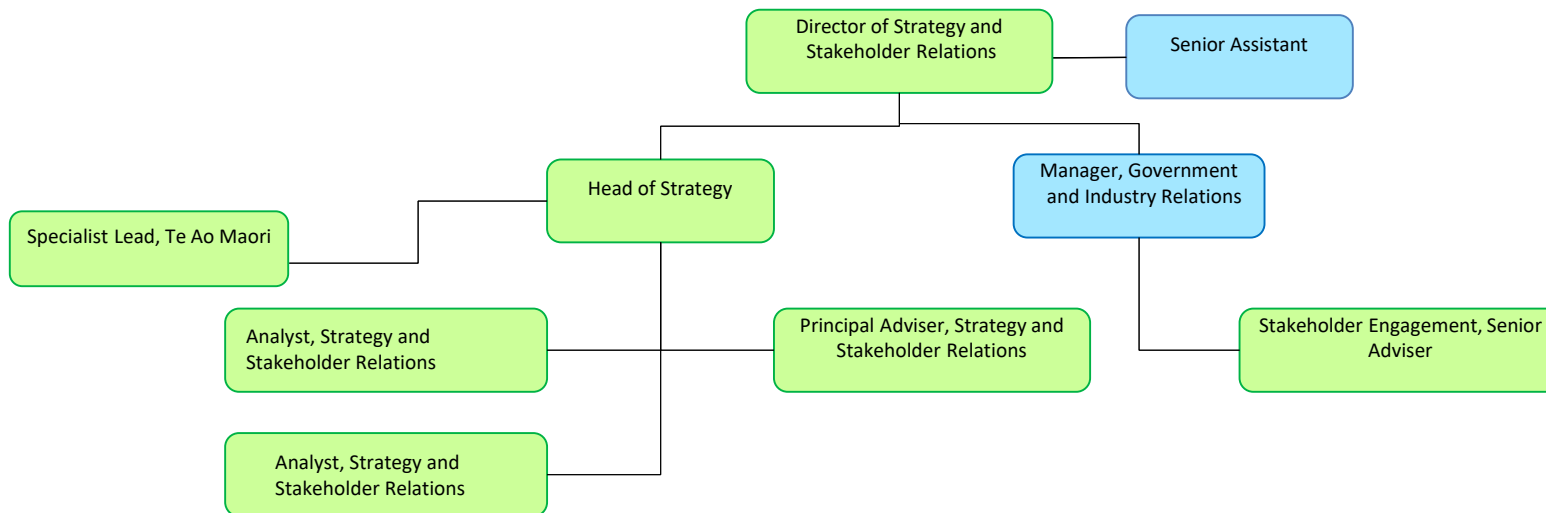 Director of Strategy and
Stakeholder Relations
Senior Assistant
Head of Strategy
Manager, Government
and Industry Relations
Specialist Lead, Te Ao Maori
Analyst, Strategy and
Stakeholder Relations
Principal Adviser, Strategy and
Stakeholder Relations
Stakeholder Engagement, Senior
Adviser
Analyst, Strategy and
Stakeholder Relations